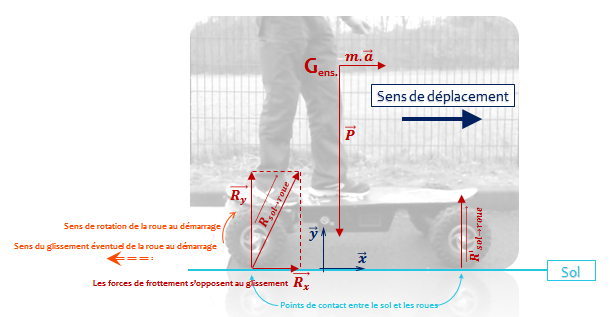 G ens.
m.a⃗
Sens de déplacement
P⃗
R⃗y
R⃗ sol→roue
R⃗' sol→roue
Sens de rotation de la roue au démarrage
Sens du glissement éventuel de la roue au démarrage
y⃗
x⃗
Sol
Les forces de frottement s'opposent au glissement
R⃗x
Points de contact entre le sol et les roues